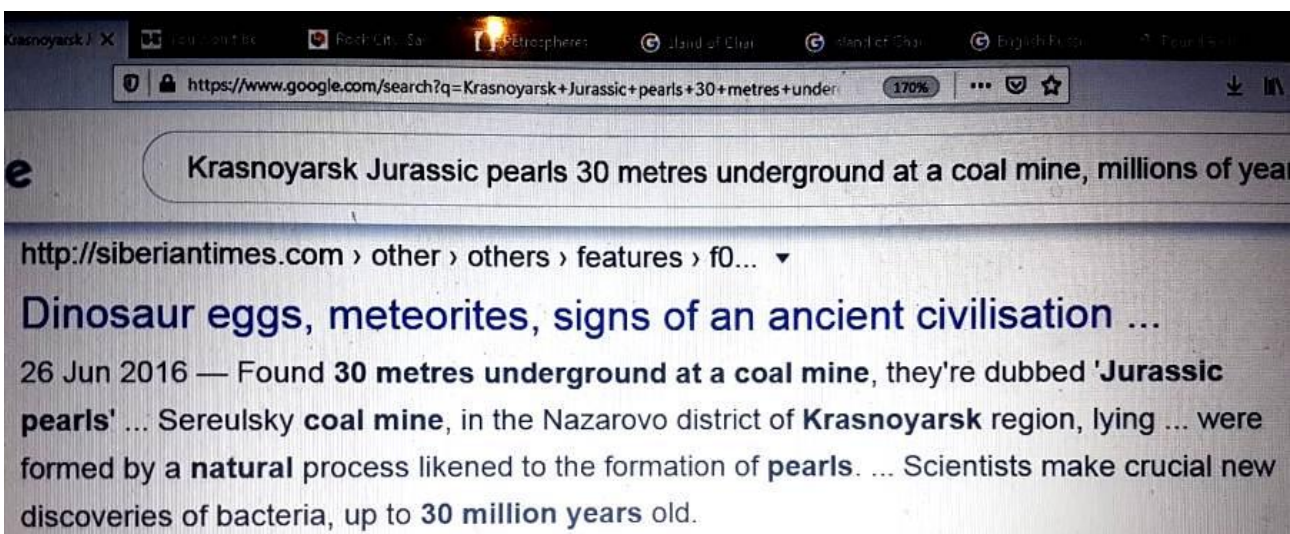 Krasnoyarsk J
Rock City
Petrospheres
https://www.google.com/search?q=Krasnoyarsk+Jurassic+pearls+30+metres+under
170%
e
Krasnoyarsk Jurassic pearls 30 metres underground at a coal mine, millions of year
http://siberiantimes.com › other › others › features › f0...
Dinosaur eggs, meteorites, signs of an ancient civilisation ...
26 Jun 2016 — Found 30 metres underground at a coal mine, they're dubbed 'Jurassic
pearls' ... Sereulsky coal mine, in the Nazarovo district of Krasnoyarsk region, lying ... were
formed by a natural process likened to the formation of pearls. ... Scientists make crucial new
discoveries of bacteria, up to 30 million years old.